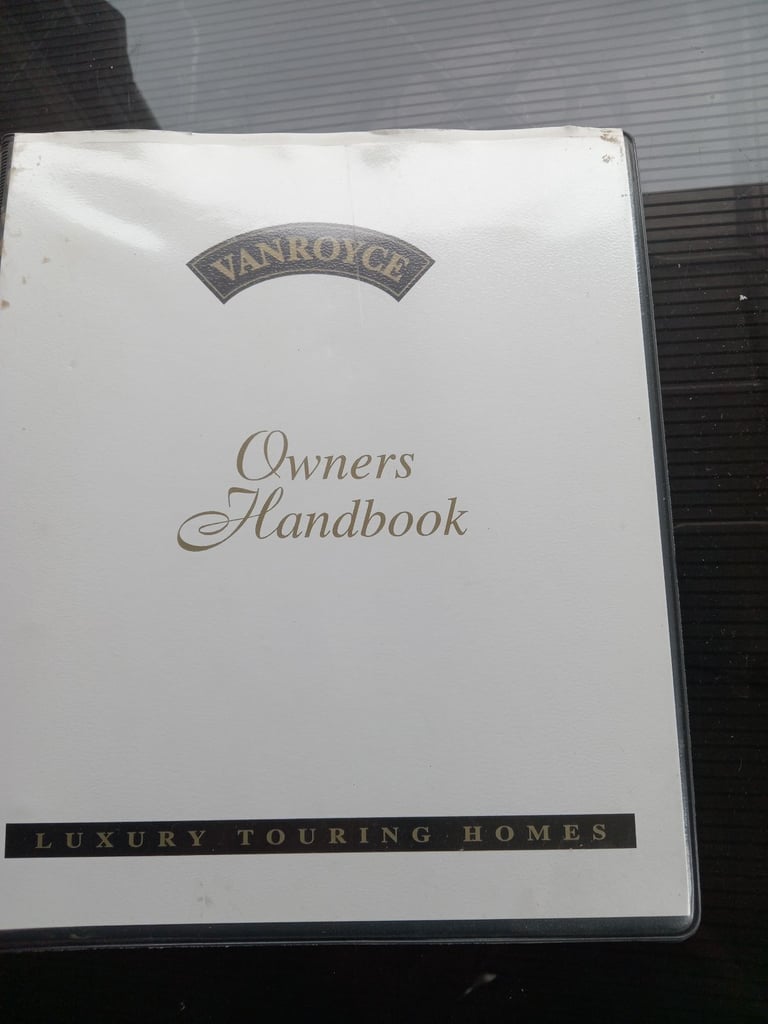 VANROYCE
Owners
Handbook
LUXURY TOURING HOMES